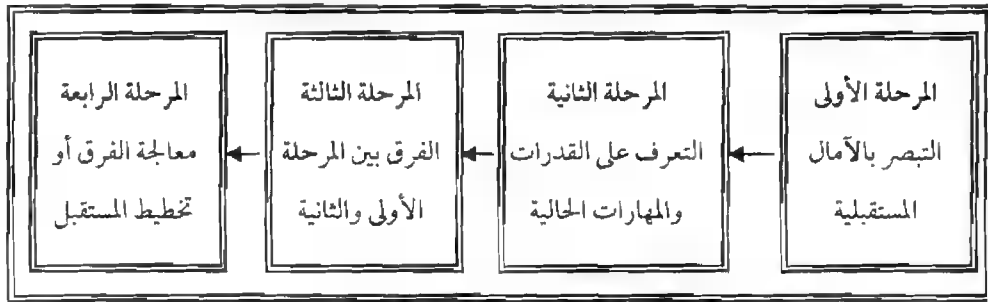 المرحلة الأولى
التبصر بالآمال
المستقبلية
المرحلة الثانية
التعرف على القدرات
والمهارات الحالية
المرحلة الثالثة
الفرق بين المرحلة
الأولى والثانية
المرحلة الرابعة
معالجة الفرق أو
تخطيط المستقبل